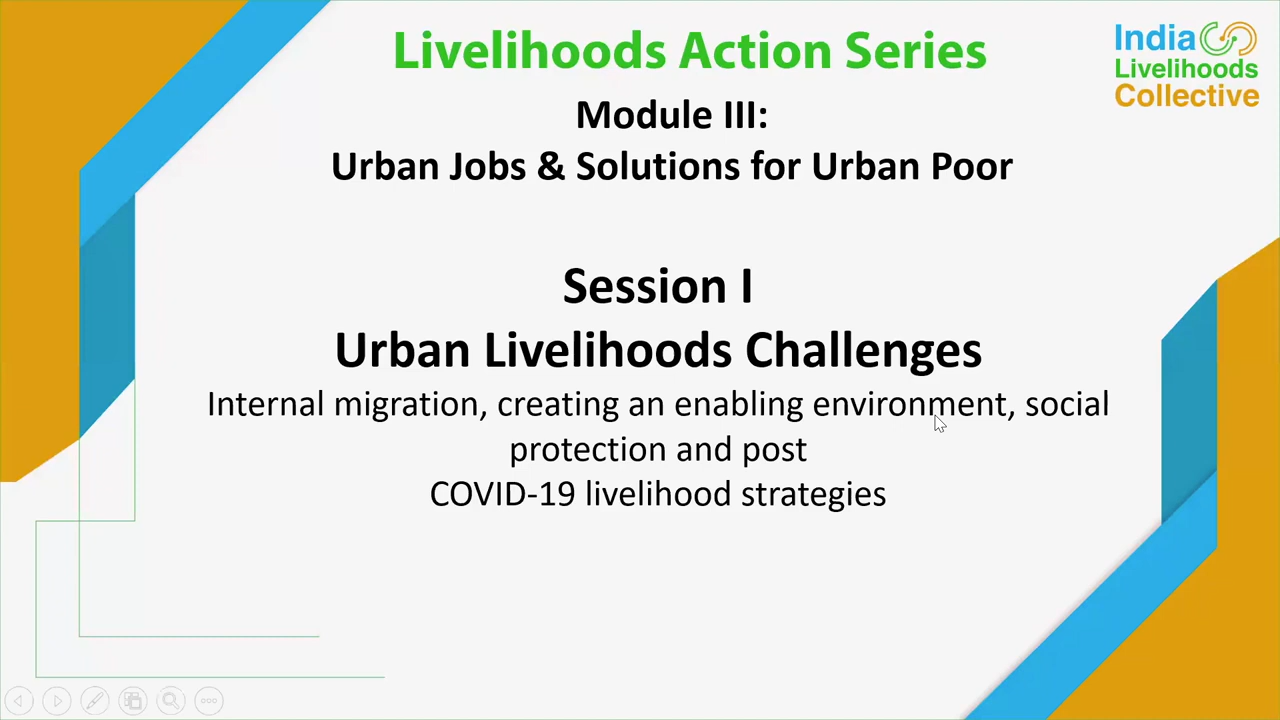 Livelihoods Action Series
India
Livelihoods
Collective
Module III:
Urban Jobs & Solutions for Urban Poor
Session I
Urban Livelihoods Challenges
Internal migration, creating an enabling environment, social
protection and post
COVID-19 livelihood strategies